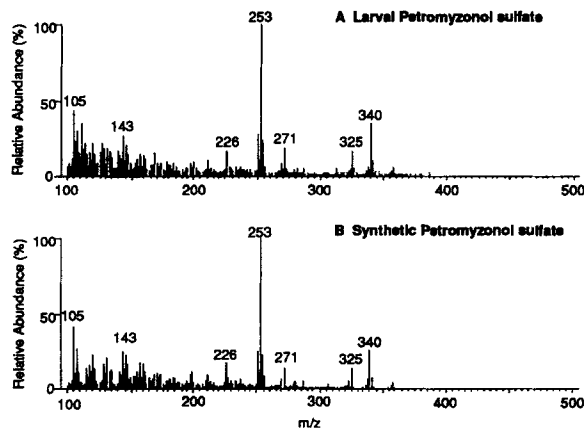 A Larval Petromyzonol sulfate
Relative Abundance (%)
100
50
0
253
105
143
226
271
325
340
100 200 300 400 500
B Synthetic Petromyzonol sulfate
Relative Abundance (%)
100
50
0
253
105
143
226
271
325
340
100 200 300 400 500
m/z